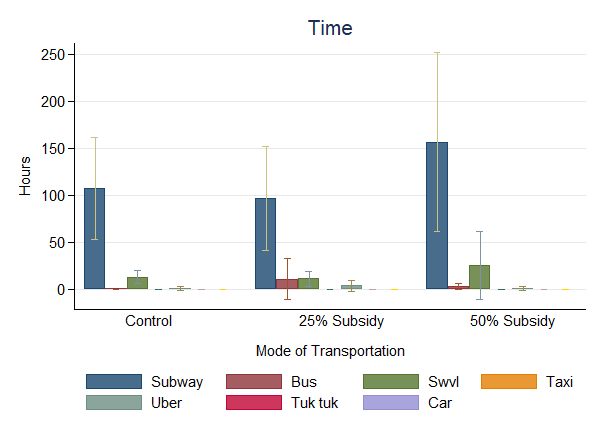 Time
250
200
150
100
50
0
Hours
Control 25% Subsidy 50% Subsidy
Mode of Transportation
Subway Bus Swvl Taxi
Uber Tuk tuk Car